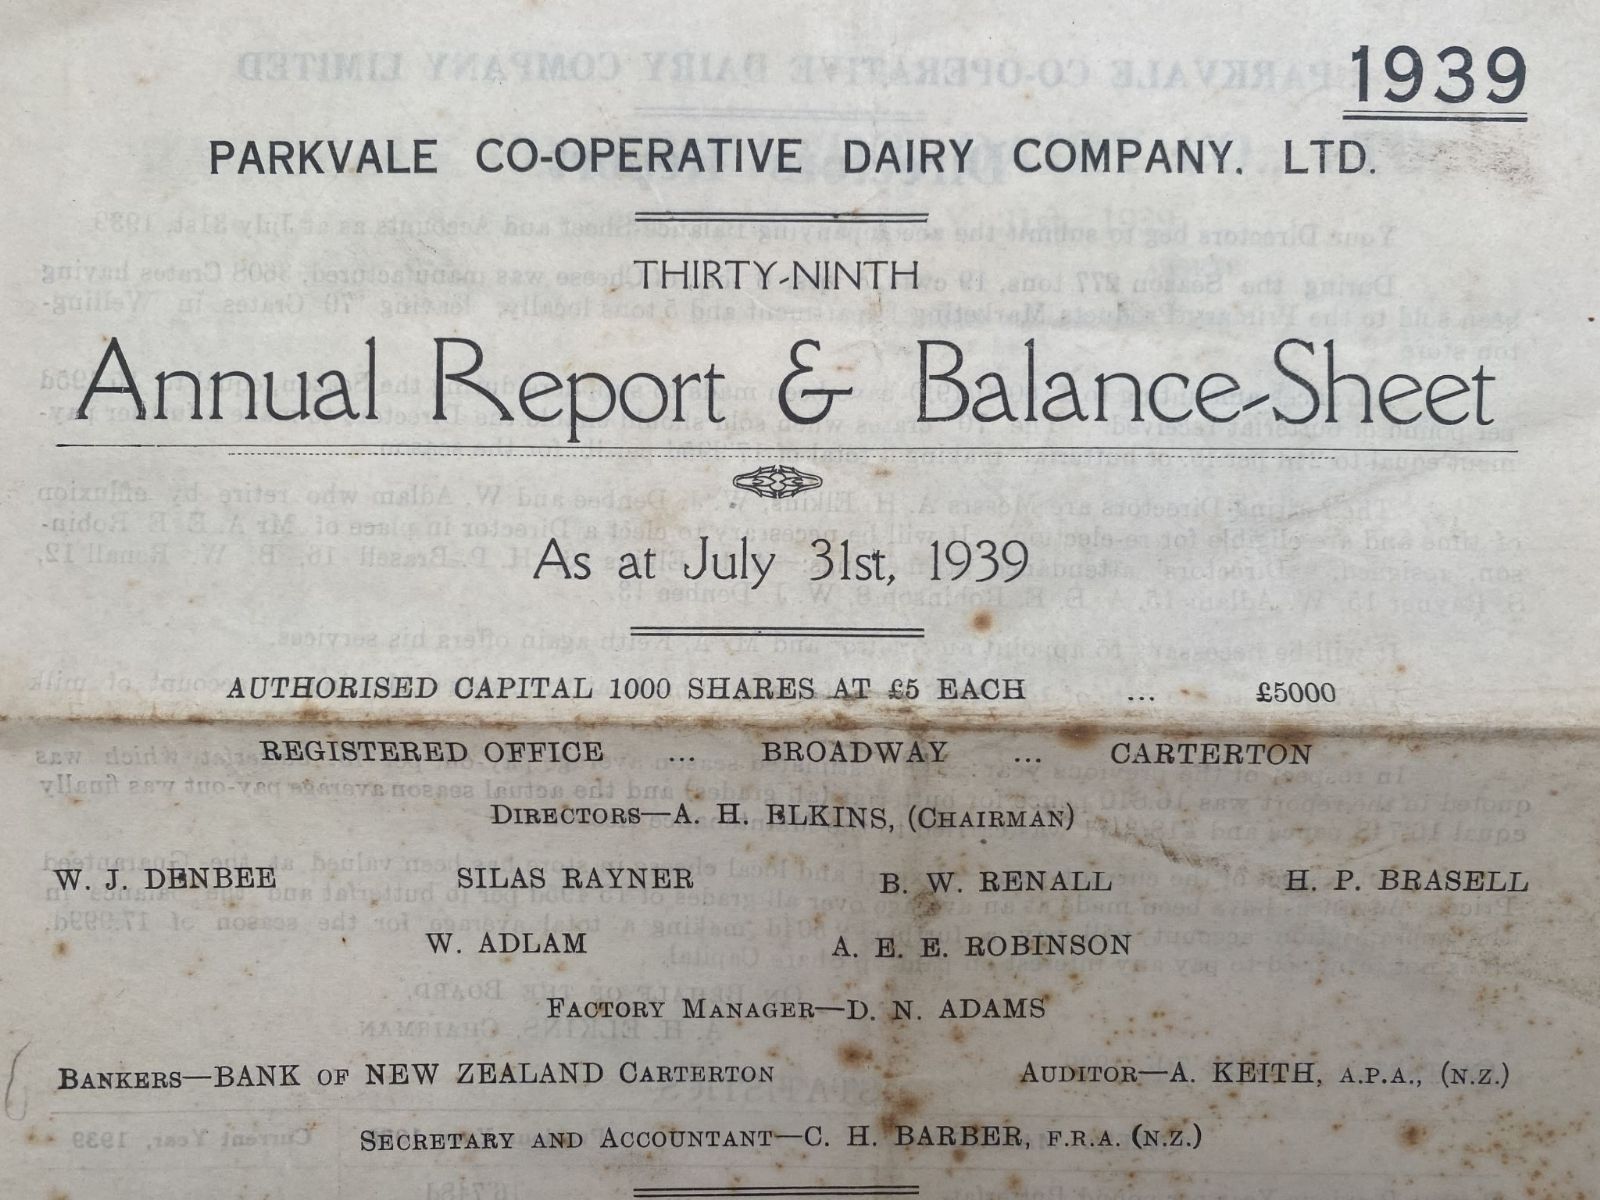 1939
PARKVALE CO-OPERATIVE DAIRY COMPANY. LTD.
THIRTY-NINTH
Annual Report & Balance-Sheet
As at July 31st, 1939
AUTHORISED CAPITAL 1000 SHARES AT £5 EACH ... £5000
REGISTERED OFFICE ... BROADWAY ... CARTERTON
DIRECTORS—A. H. ELKINS, (CHAIRMAN)
W. J. DENBEE SILAS RAYNER B. W. RENALL H. P. BRASELL
W. ADLAM A. E. E. ROBINSON
FACTORY MANAGER—D. N. ADAMS
BANKERS—BANK OF NEW ZEALAND CARTERTON AUDITOR—A. KEITH, A.P.A., (N.Z.)
SECRETARY AND ACCOUNTANT—C. H. BARBER, F.R.A. (N.Z.)